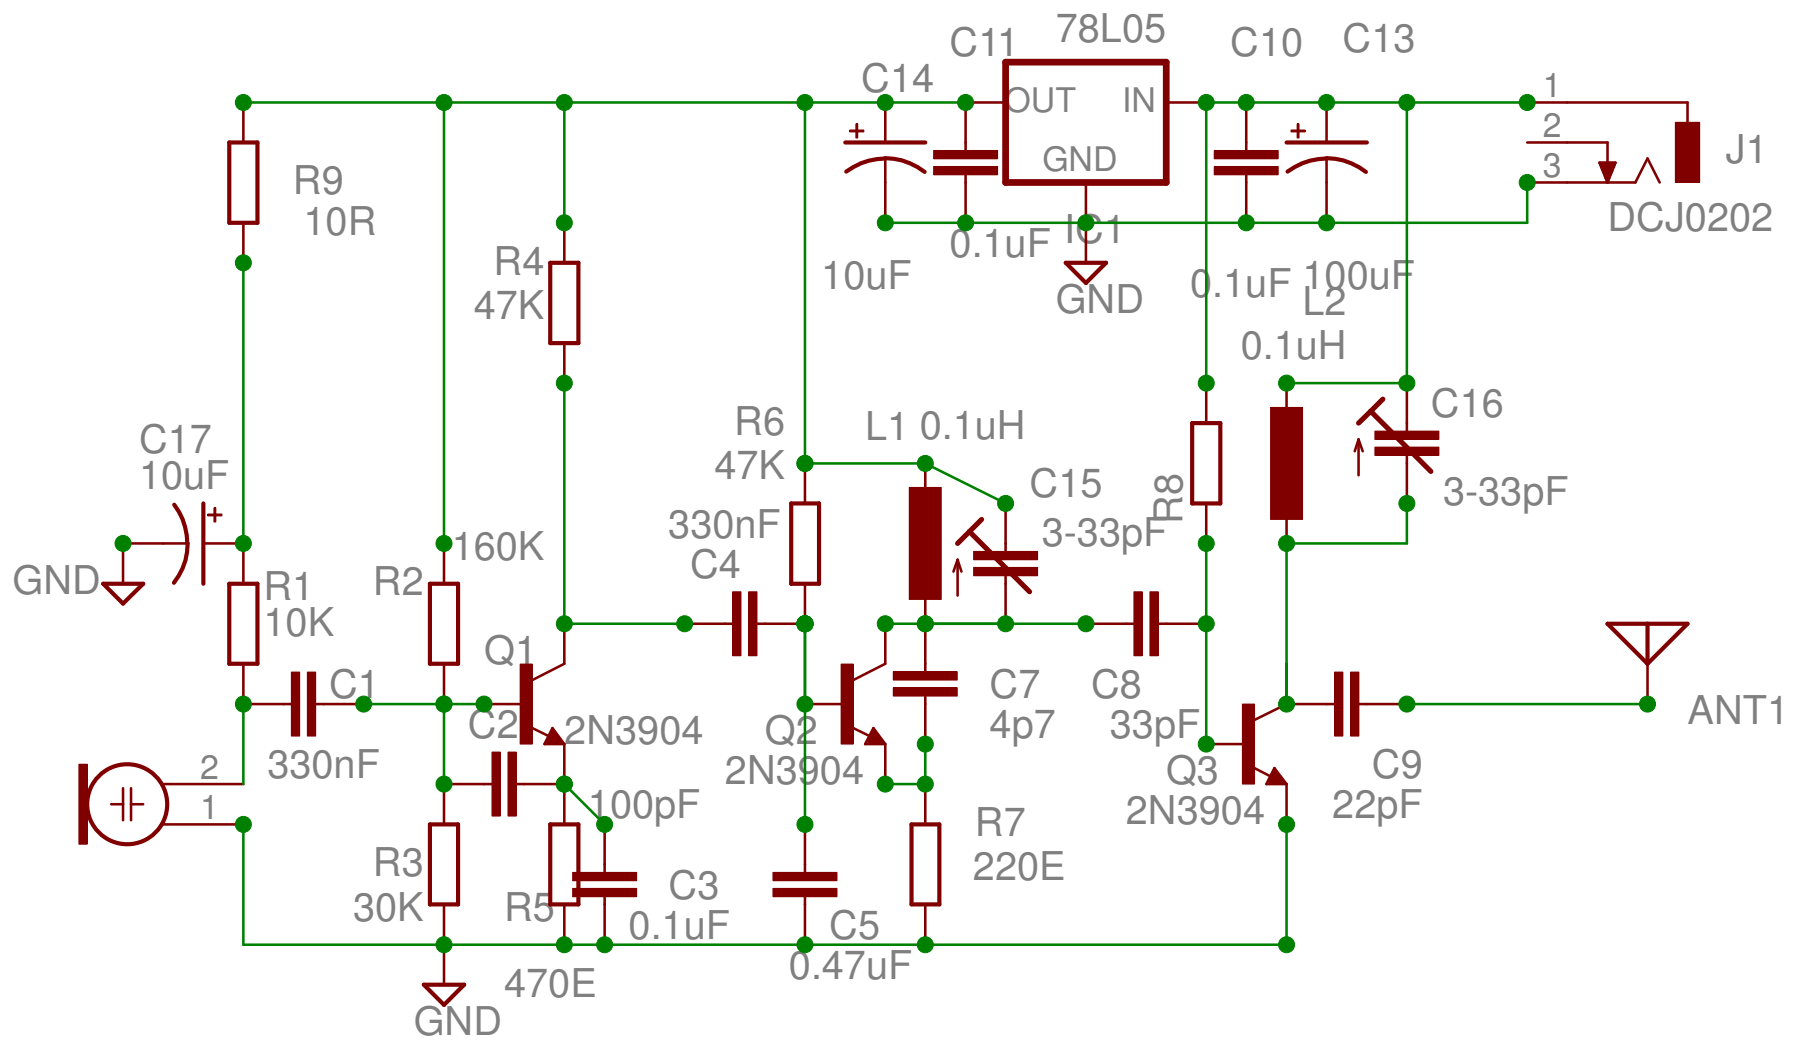 78L05
C11
C10
C13
C14
OUT
IN
GND
1
2
3
J1
DCJ0202
R9
10R
R4
47K
0.1uF
IC1
10uF
GND
0.1uF
100uF
L2
0.1uH
C17
10uF
R6
47K
L1 0.1uH
C16
3-33pF
C15
3-33pF
R8
330nF
C4
160K
R2
GND
R1
10K
Q1
C1
C2
2N3904
330nF
2
1
100pF
Q2
2N3904
C7
4p7
C8
33pF
Q3
2N3904
C9
22pF
ANT1
R3
30K
R5
470E
C3
0.1uF
C5
0.47uF
R7
220E
GND